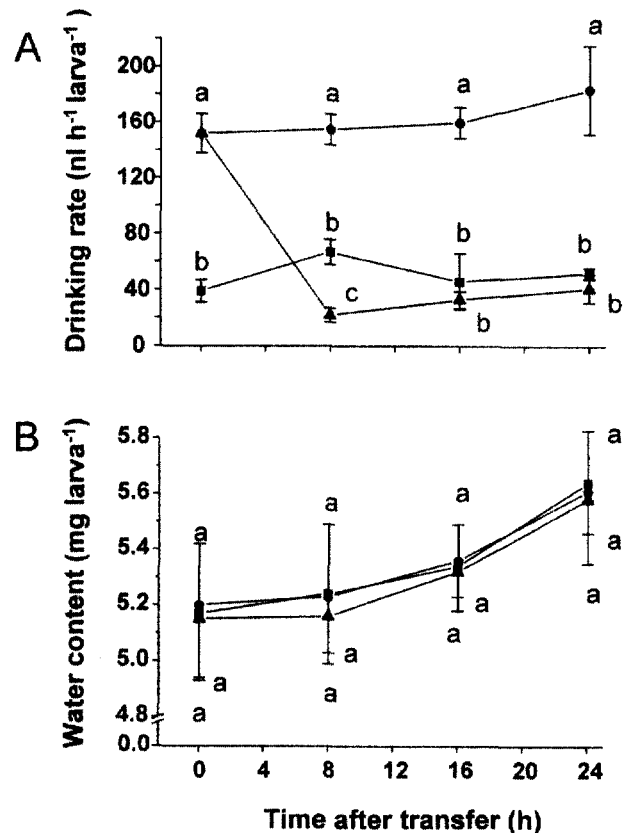 A
Drinking rate (nl h⁻¹ larva⁻¹)
200
160
120
80
40
0
a
a
a
a
b
b
b
b
c
b
b
B
Water content (mg larva⁻¹)
5.8
5.6
5.4
5.2
5.0
4.8
0.0
a
a
a
a
a
a
a
a
a
a
a
a
0
4
8
12
16
20
24
Time after transfer (h)